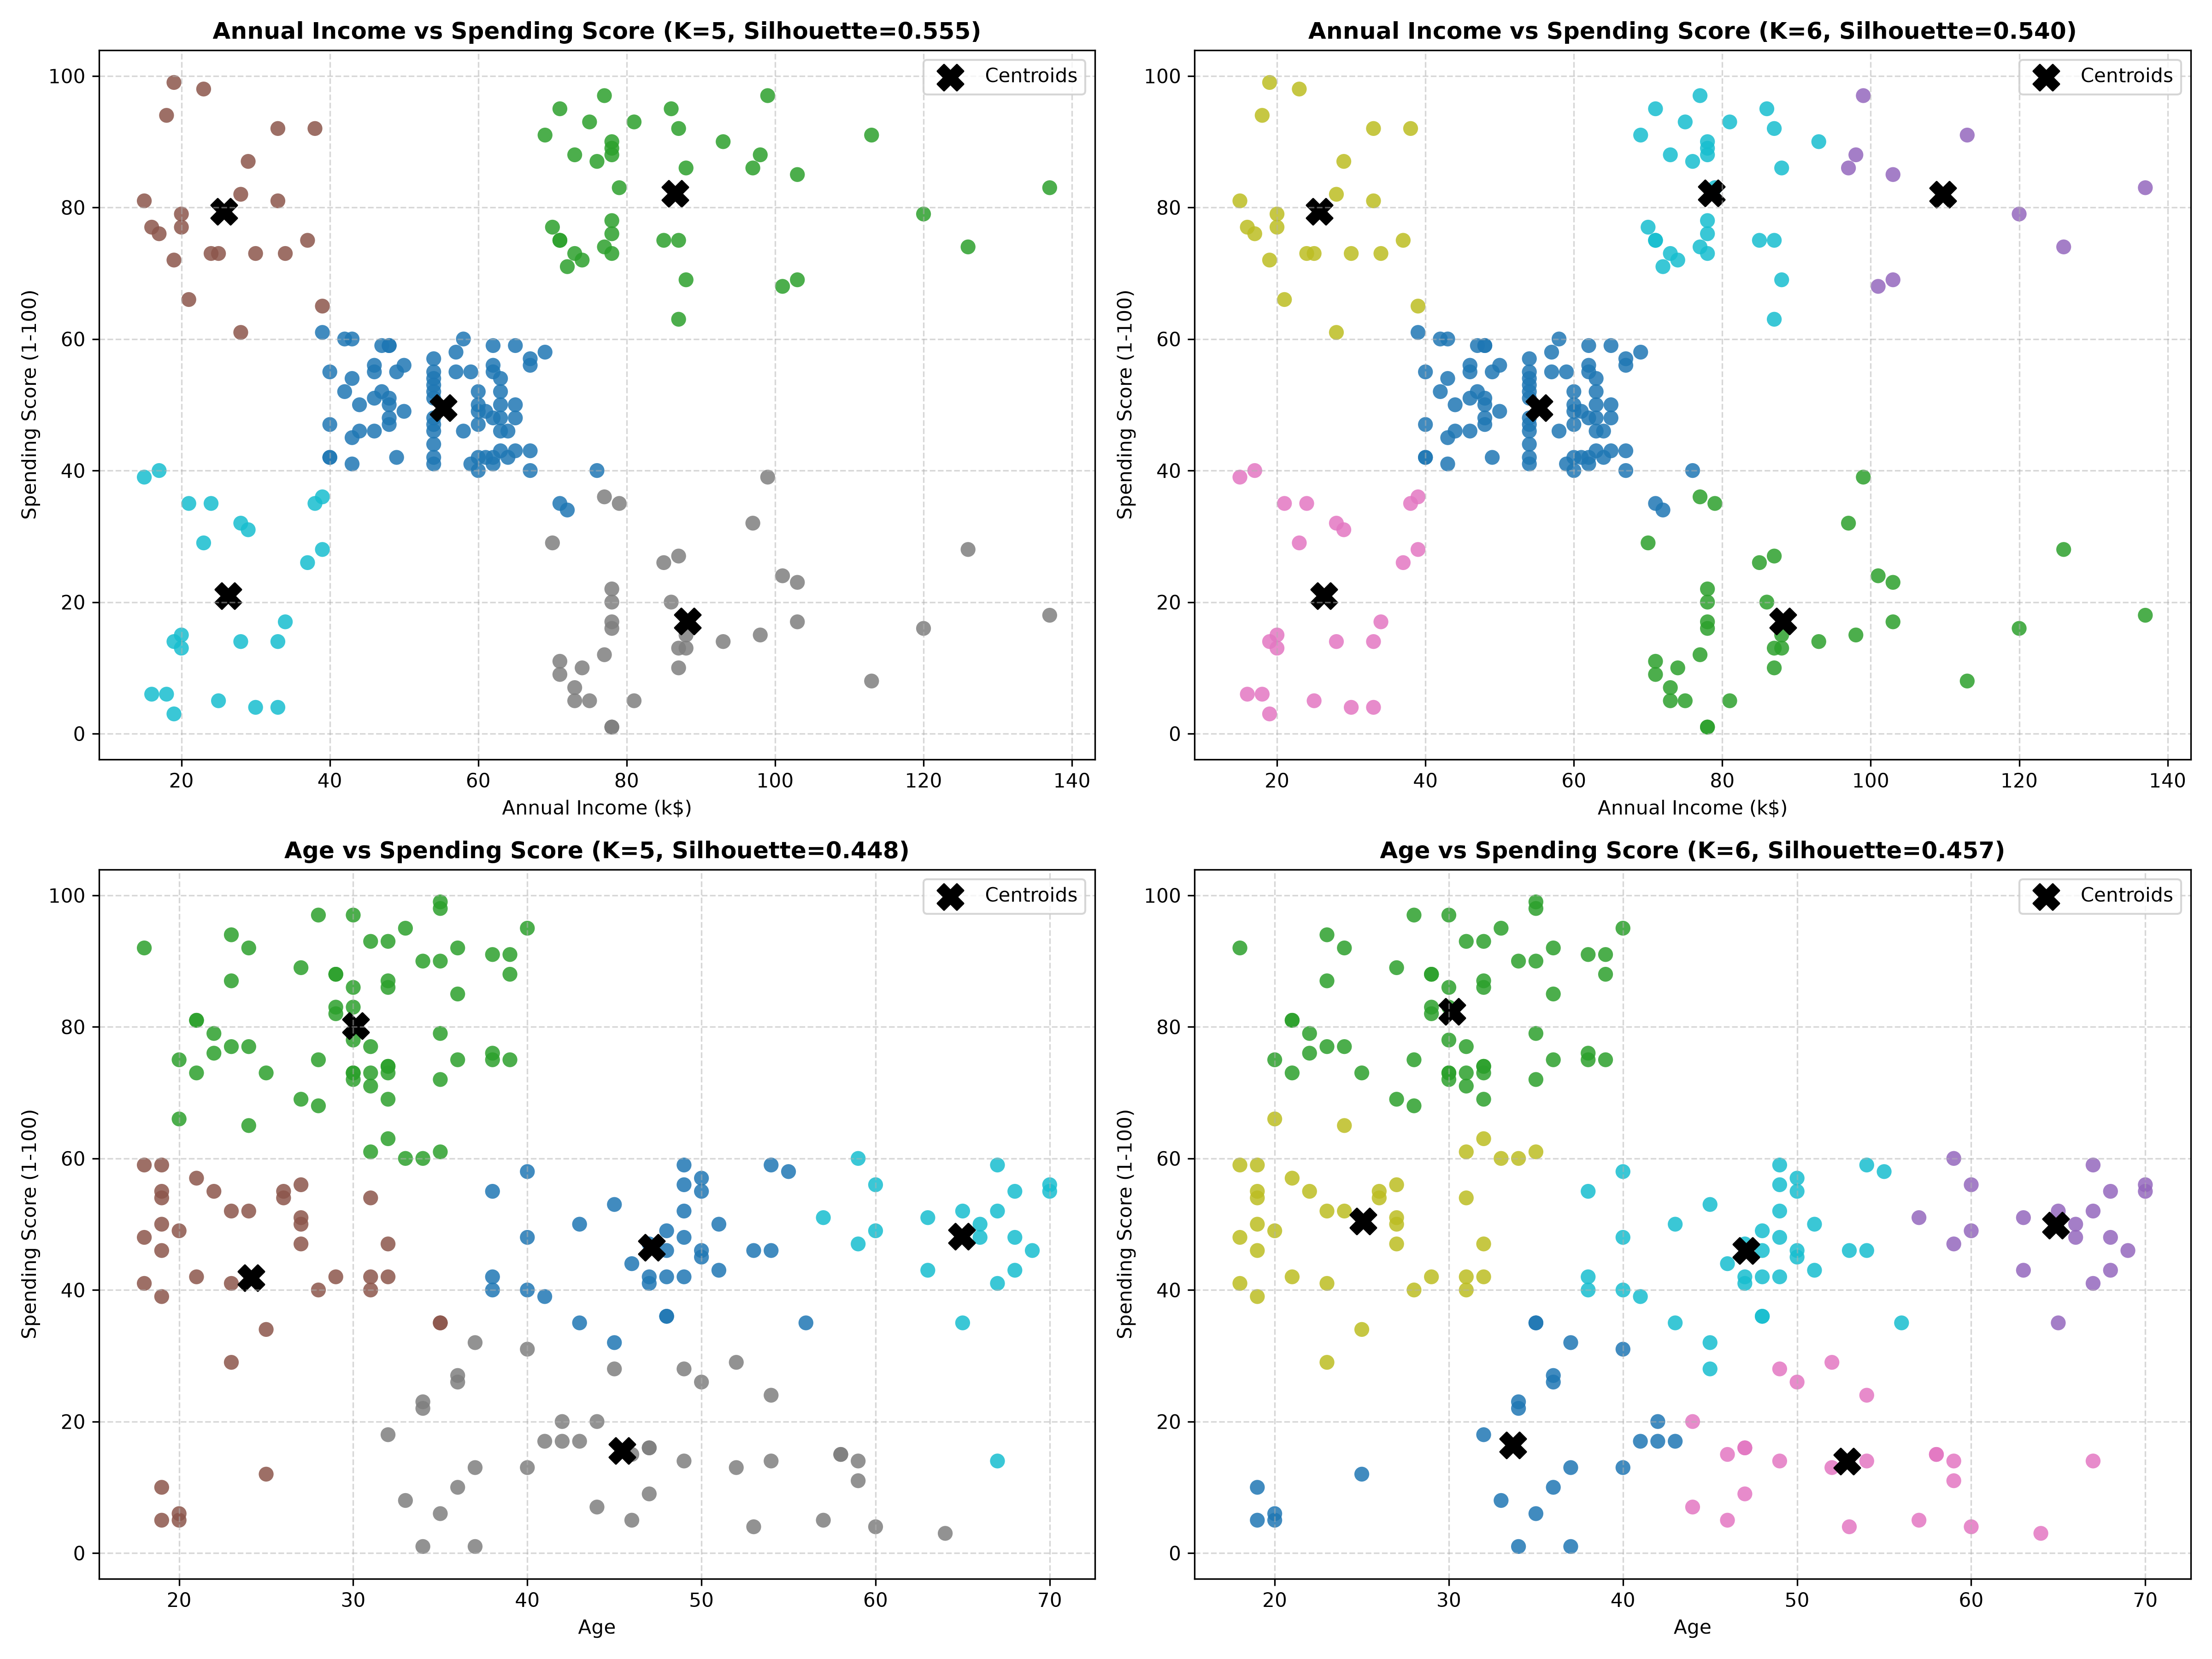 Annual Income vs Spending Score (K=5, Silhouette=0.555)
Centroids
100
80
60
40
20
0
Spending Score (1-100)
20 40 60 80 100 120 140
Annual Income (k$)
Annual Income vs Spending Score (K=6, Silhouette=0.540)
Centroids
100
80
60
40
20
0
Spending Score (1-100)
20 40 60 80 100 120 140
Annual Income (k$)
Age vs Spending Score (K=5, Silhouette=0.448)
Centroids
100
80
60
40
20
0
Spending Score (1-100)
20 30 40 50 60 70
Age
Age vs Spending Score (K=6, Silhouette=0.457)
Centroids
100
80
60
40
20
0
Spending Score (1-100)
20 30 40 50 60 70
Age